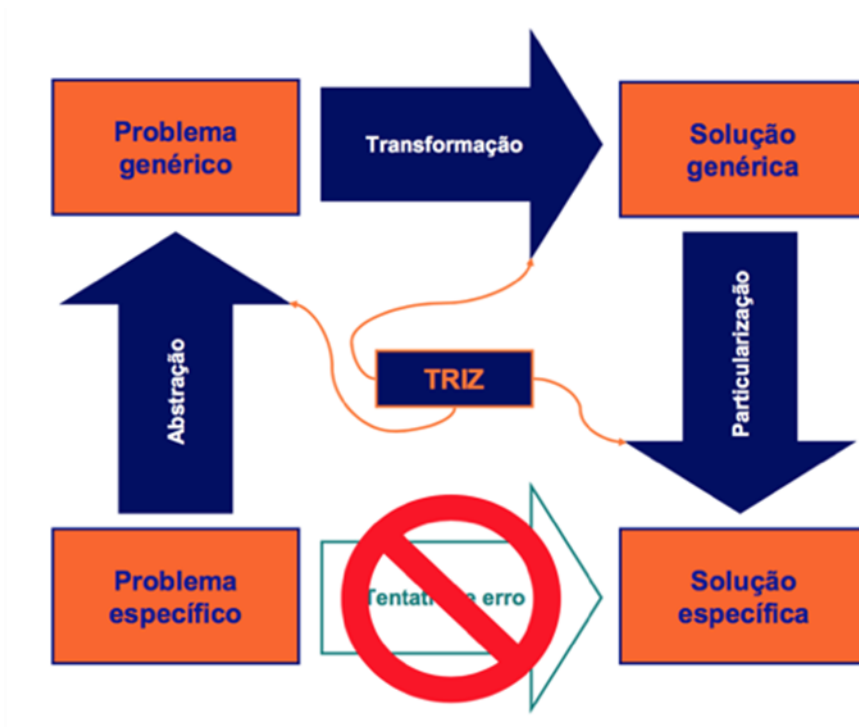 Problema
genérico
Transformação
Solução
genérica
Abstração
TRIZ
Particularização
Problema
específico
erro
Solução
específica